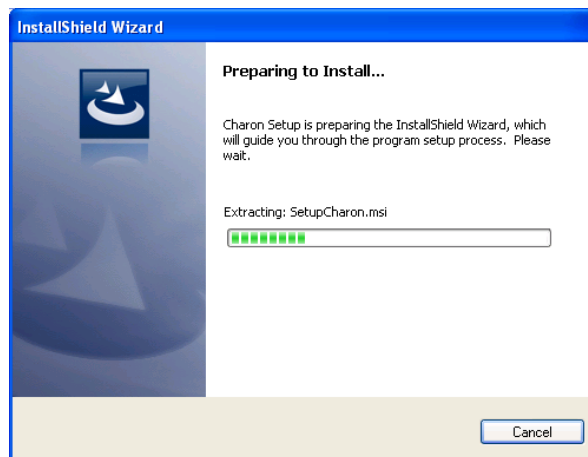 InstallShield Wizard
Preparing to Install...
Charon Setup is preparing the InstallShield Wizard, which
will guide you through the program setup process. Please
wait.
Extracting: SetupCharon.msi
Cancel